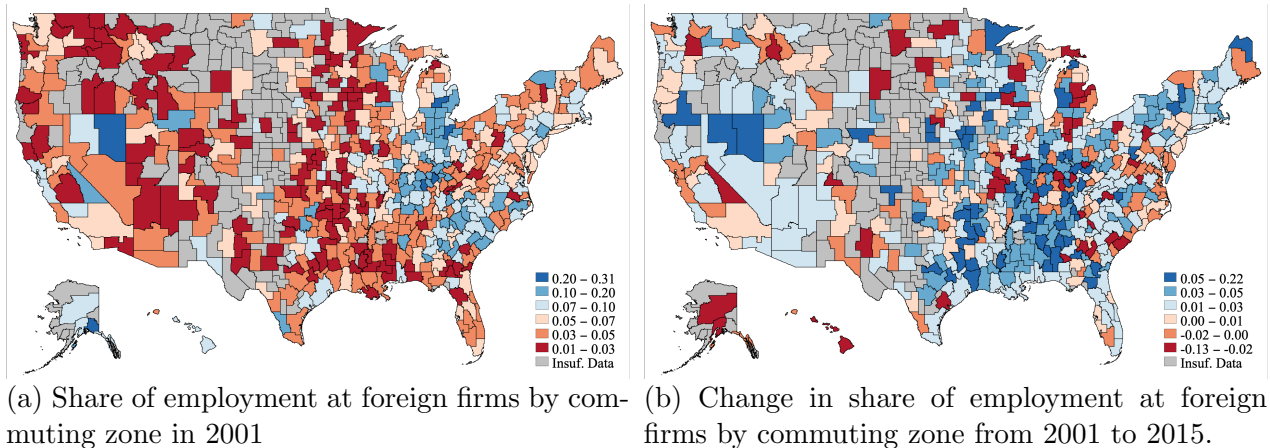 0.20 − 0.31
0.10 − 0.20
0.07 − 0.10
0.05 − 0.07
0.03 − 0.05
0.01 − 0.03
Insuf. Data
(a) Share of employment at foreign firms by com-
muting zone in 2001
0.05 − 0.22
0.03 − 0.05
0.01 − 0.03
0.00 − 0.01
-0.02 − 0.00
-0.13 − -0.02
Insuf. Data
(b) Change in share of employment at foreign
firms by commuting zone from 2001 to 2015.